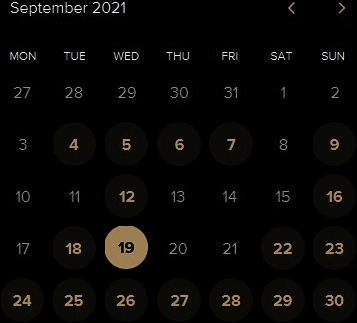 September 2021
MON TUE WED THU FRI SAT SUN
27 28 29 30 31 1 2
3 4 5 6 7 8 9
10 11 12 13 14 15 16
17 18 19 20 21 22 23
24 25 26 27 28 29 30